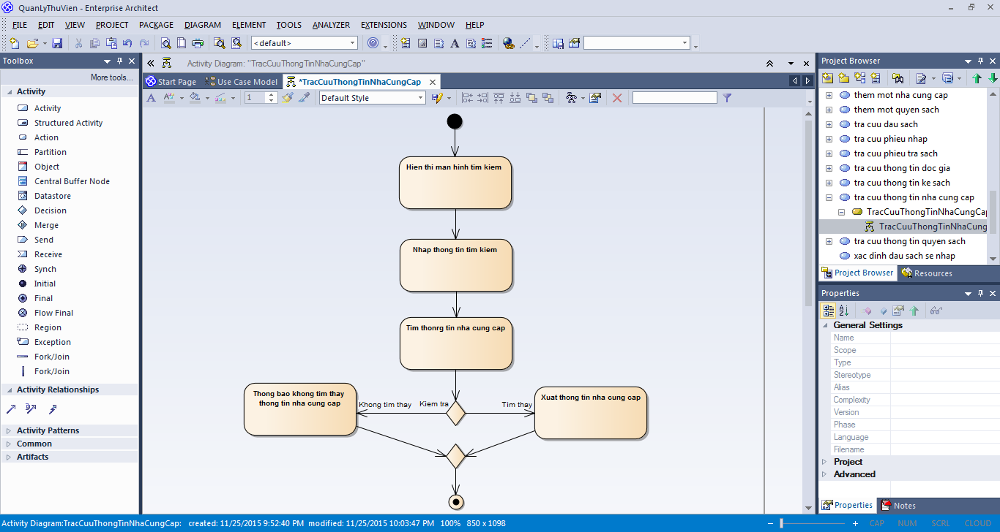 QuanLyThuVien - Enterprise Architect
FILE EDIT VIEW PROJECT PACKAGE DIAGRAM ELEMENT TOOLS ANALYZER EXTENSIONS WINDOW HELP
<default>
Toolbox
More tools...
Activity
Activity
Structured Activity
Action
Partition
Object
Central Buffer Node
Datastore
Decision
Merge
Send
Receive
Synch
Initial
Final
Flow Final
Region
Exception
Fork/Join
Fork/Join
Activity Relationships
Activity Patterns
Common
Artifacts
Activity Diagram: "TracCuuThongTinNhaCungCap"
Start Page Use Case Model *TracCuuThongTinNhaCungCap
A 1 Default Style
Hien thi man hinh tim kiem
Nhap thong tin tim kiem
Tim thonrg tin nha cung cap
Thong bao khong tim thay
thong tin nha cung cap
Khong tim thay Kiem tra Tim thay
Xuat thong tin nha cung cap
Project Browser
them mot nha cung cap
them mot quyen sach
tra cuu dau sach
tra cuu phieu nhap
tra cuu phieu tra sach
tra cuu thong tin doc gia
tra cuu thong tin ke sach
tra cuu thong tin nha cung cap
TracCuuThongTinNhaCungCap
TracCuuThongTinNhaCung
tra cuu thong tin quyen sach
xac dinh dau sach se nhap
Project Browser Resources
Properties
General Settings
Name
Scope
Type
Stereotype
Alias
Complexity
Version
Phase
Language
Filename
Project
Advanced
Properties Notes
Activity Diagram:TracCuuThongTinNhaCungCap: created: 11/25/2015 9:52:40 PM modified: 11/25/2015 10:03:47 PM 100% 850 x 1098
CAP NUM SCRL CLOUD